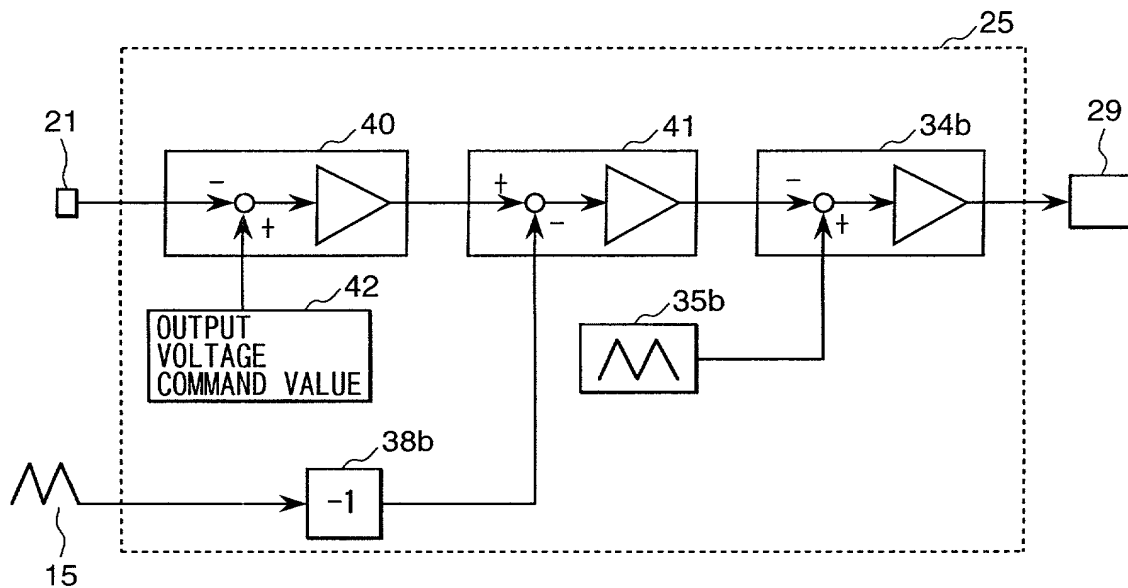 25
21
40
41
34b
29
-
+
+
-
-
+
42
35b
OUTPUT
VOLTAGE
COMMAND VALUE
38b
-1
15